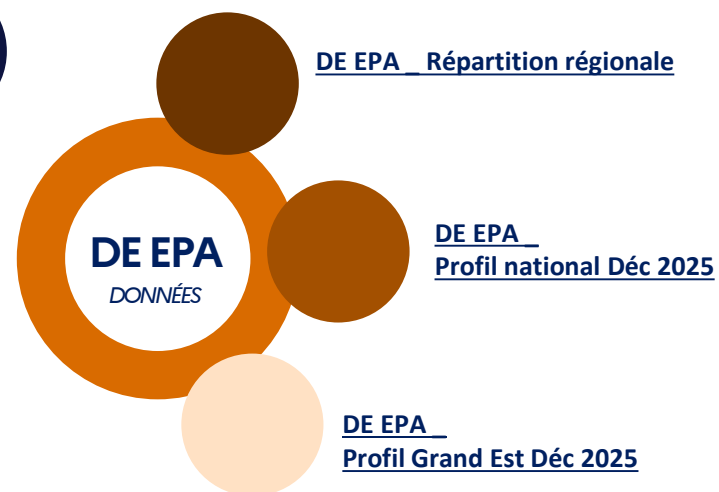 DE EPA _ Répartition régionale
DE EPA
DONNÉES
DE EPA _
Profil national Déc 2025
DE EPA _
Profil Grand Est Déc 2025